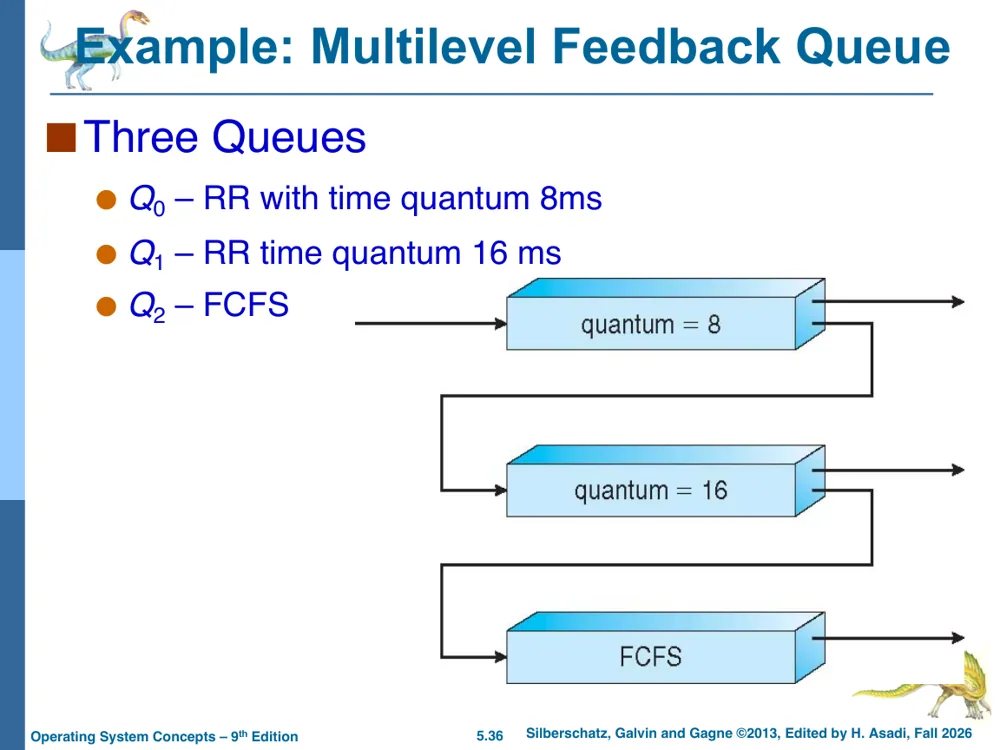 Example: Multilevel Feedback Queue
Three Queues
Q0 – RR with time quantum 8ms
Q1 – RR time quantum 16 ms
Q2 – FCFS
quantum = 8
quantum = 16
FCFS
Operating System Concepts – 9th Edition
5.36
Silberschatz, Galvin and Gagne ©2013, Edited by H. Asadi, Fall 2026